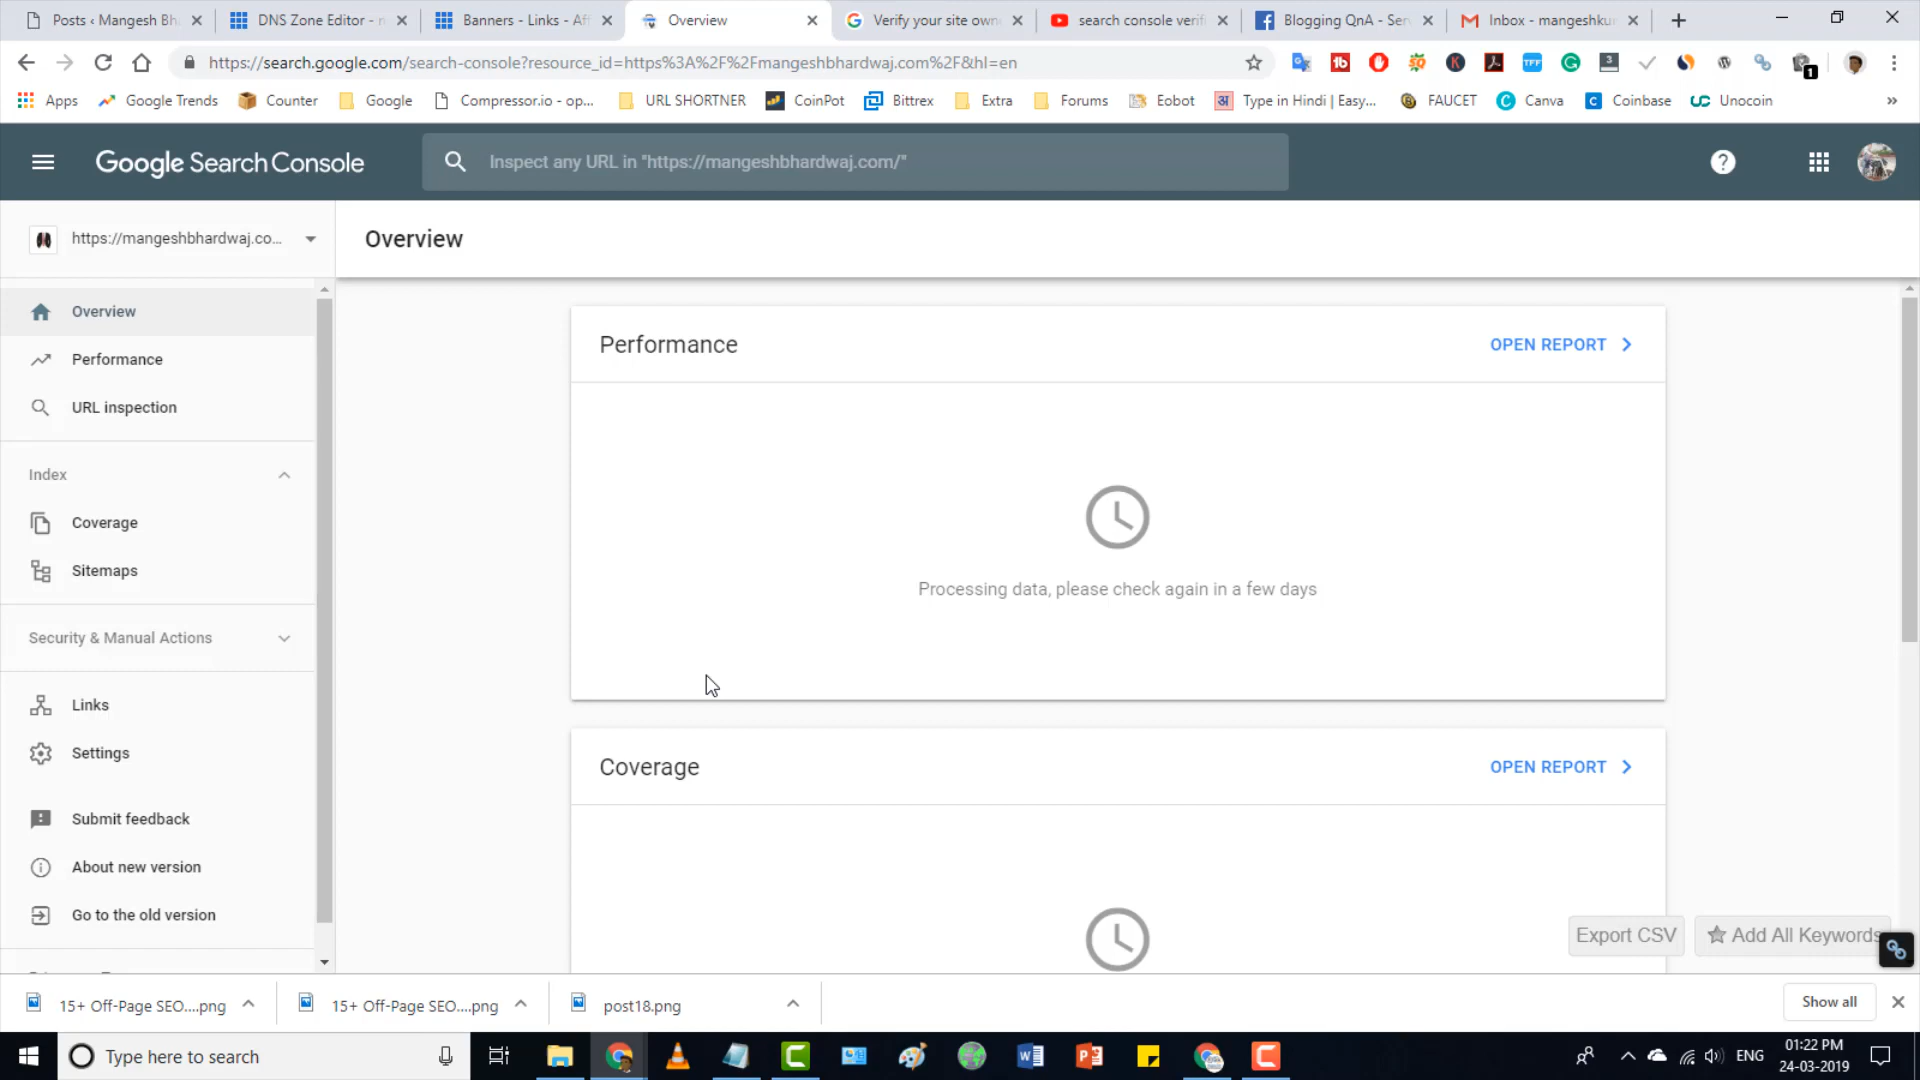 Posts ‹ Mangesh Bh
DNS Zone Editor - n
Banners - Links - Aff
Overview
Verify your site own
search console verifi
Blogging QnA - Serv
Inbox - mangeshkum
https://search.google.com/search-console?resource_id=https%3A%2F%2Fmangeshbhardwaj.com%2F&hl=en
Apps
Google Trends
Counter
Google
Compressor.io - op...
URL SHORTNER
CoinPot
Bittrex
Extra
Forums
Eobot
अ Type in Hindi | Easy...
FAUCET
Canva
Coinbase
Unocoin
»
Google Search Console
Inspect any URL in "https://mangeshbhardwaj.com/"
https://mangeshbhardwaj.co...
Overview
Overview
Performance
URL inspection
Index
Coverage
Sitemaps
Security & Manual Actions
Links
Settings
Submit feedback
About new version
Go to the old version
Performance
OPEN REPORT
Processing data, please check again in a few days
Coverage
OPEN REPORT
Export CSV
Add All Keywords
15+ Off-Page SEO....png
15+ Off-Page SEO....png
post18.png
Show all
Type here to search
ENG
01:22 PM
24-03-2019